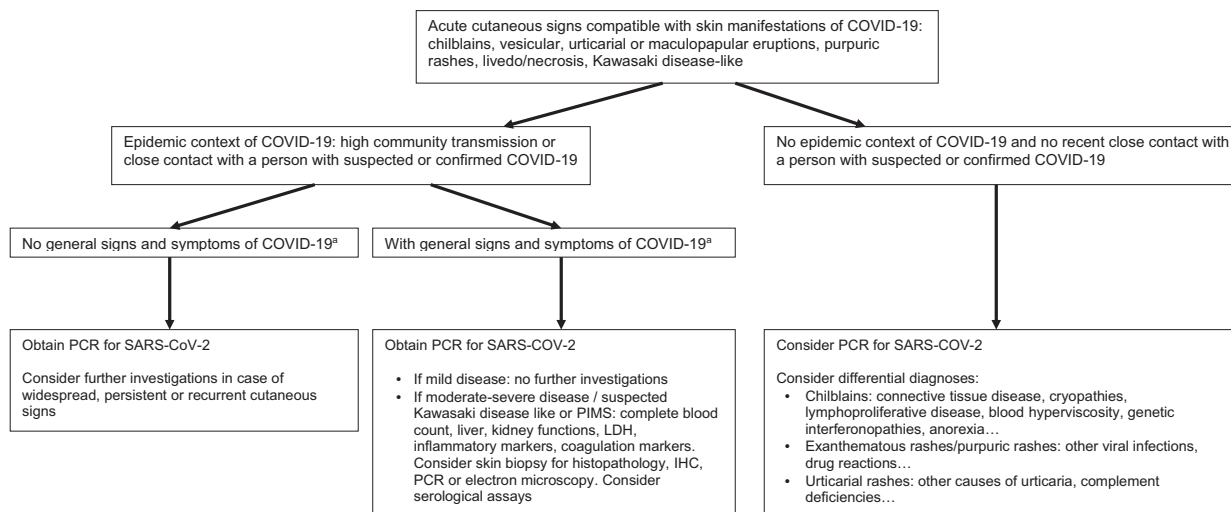 Acute cutaneous signs compatible with skin manifestations of COVID-19:
chilblains, vesicular, urticarial or maculopapular eruptions, purpuric
rashes, livedo/necrosis, Kawasaki disease-like
Epidemic context of COVID-19: high community transmission or
close contact with a person with suspected or confirmed COVID-19
No epidemic context of COVID-19 and no recent close contact with
a person with suspected or confirmed COVID-19
No general signs and symptoms of COVID-19ᵃ
With general signs and symptoms of COVID-19ᵃ
Obtain PCR for SARS-CoV-2
Consider further investigations in case of
widespread, persistent or recurrent cutaneous
signs
Obtain PCR for SARS-COV-2
• If mild disease: no further investigations
• If moderate-severe disease / suspected
Kawasaki disease like or PIMS: complete blood
count, liver, kidney functions, LDH,
inflammatory markers, coagulation markers.
Consider skin biopsy for histopathology, IHC,
PCR or electron microscopy. Consider
serological assays
Consider PCR for SARS-COV-2
Consider differential diagnoses:
• Chilblains: connective tissue disease, cryopathies,
lymphoproliferative disease, blood hyperviscosity, genetic
interferonopathies, anorexia…
• Exanthematous rashes/purpuric rashes: other viral infections,
drug reactions…
• Urticarial rashes: other causes of urticaria, complement
deficiencies…